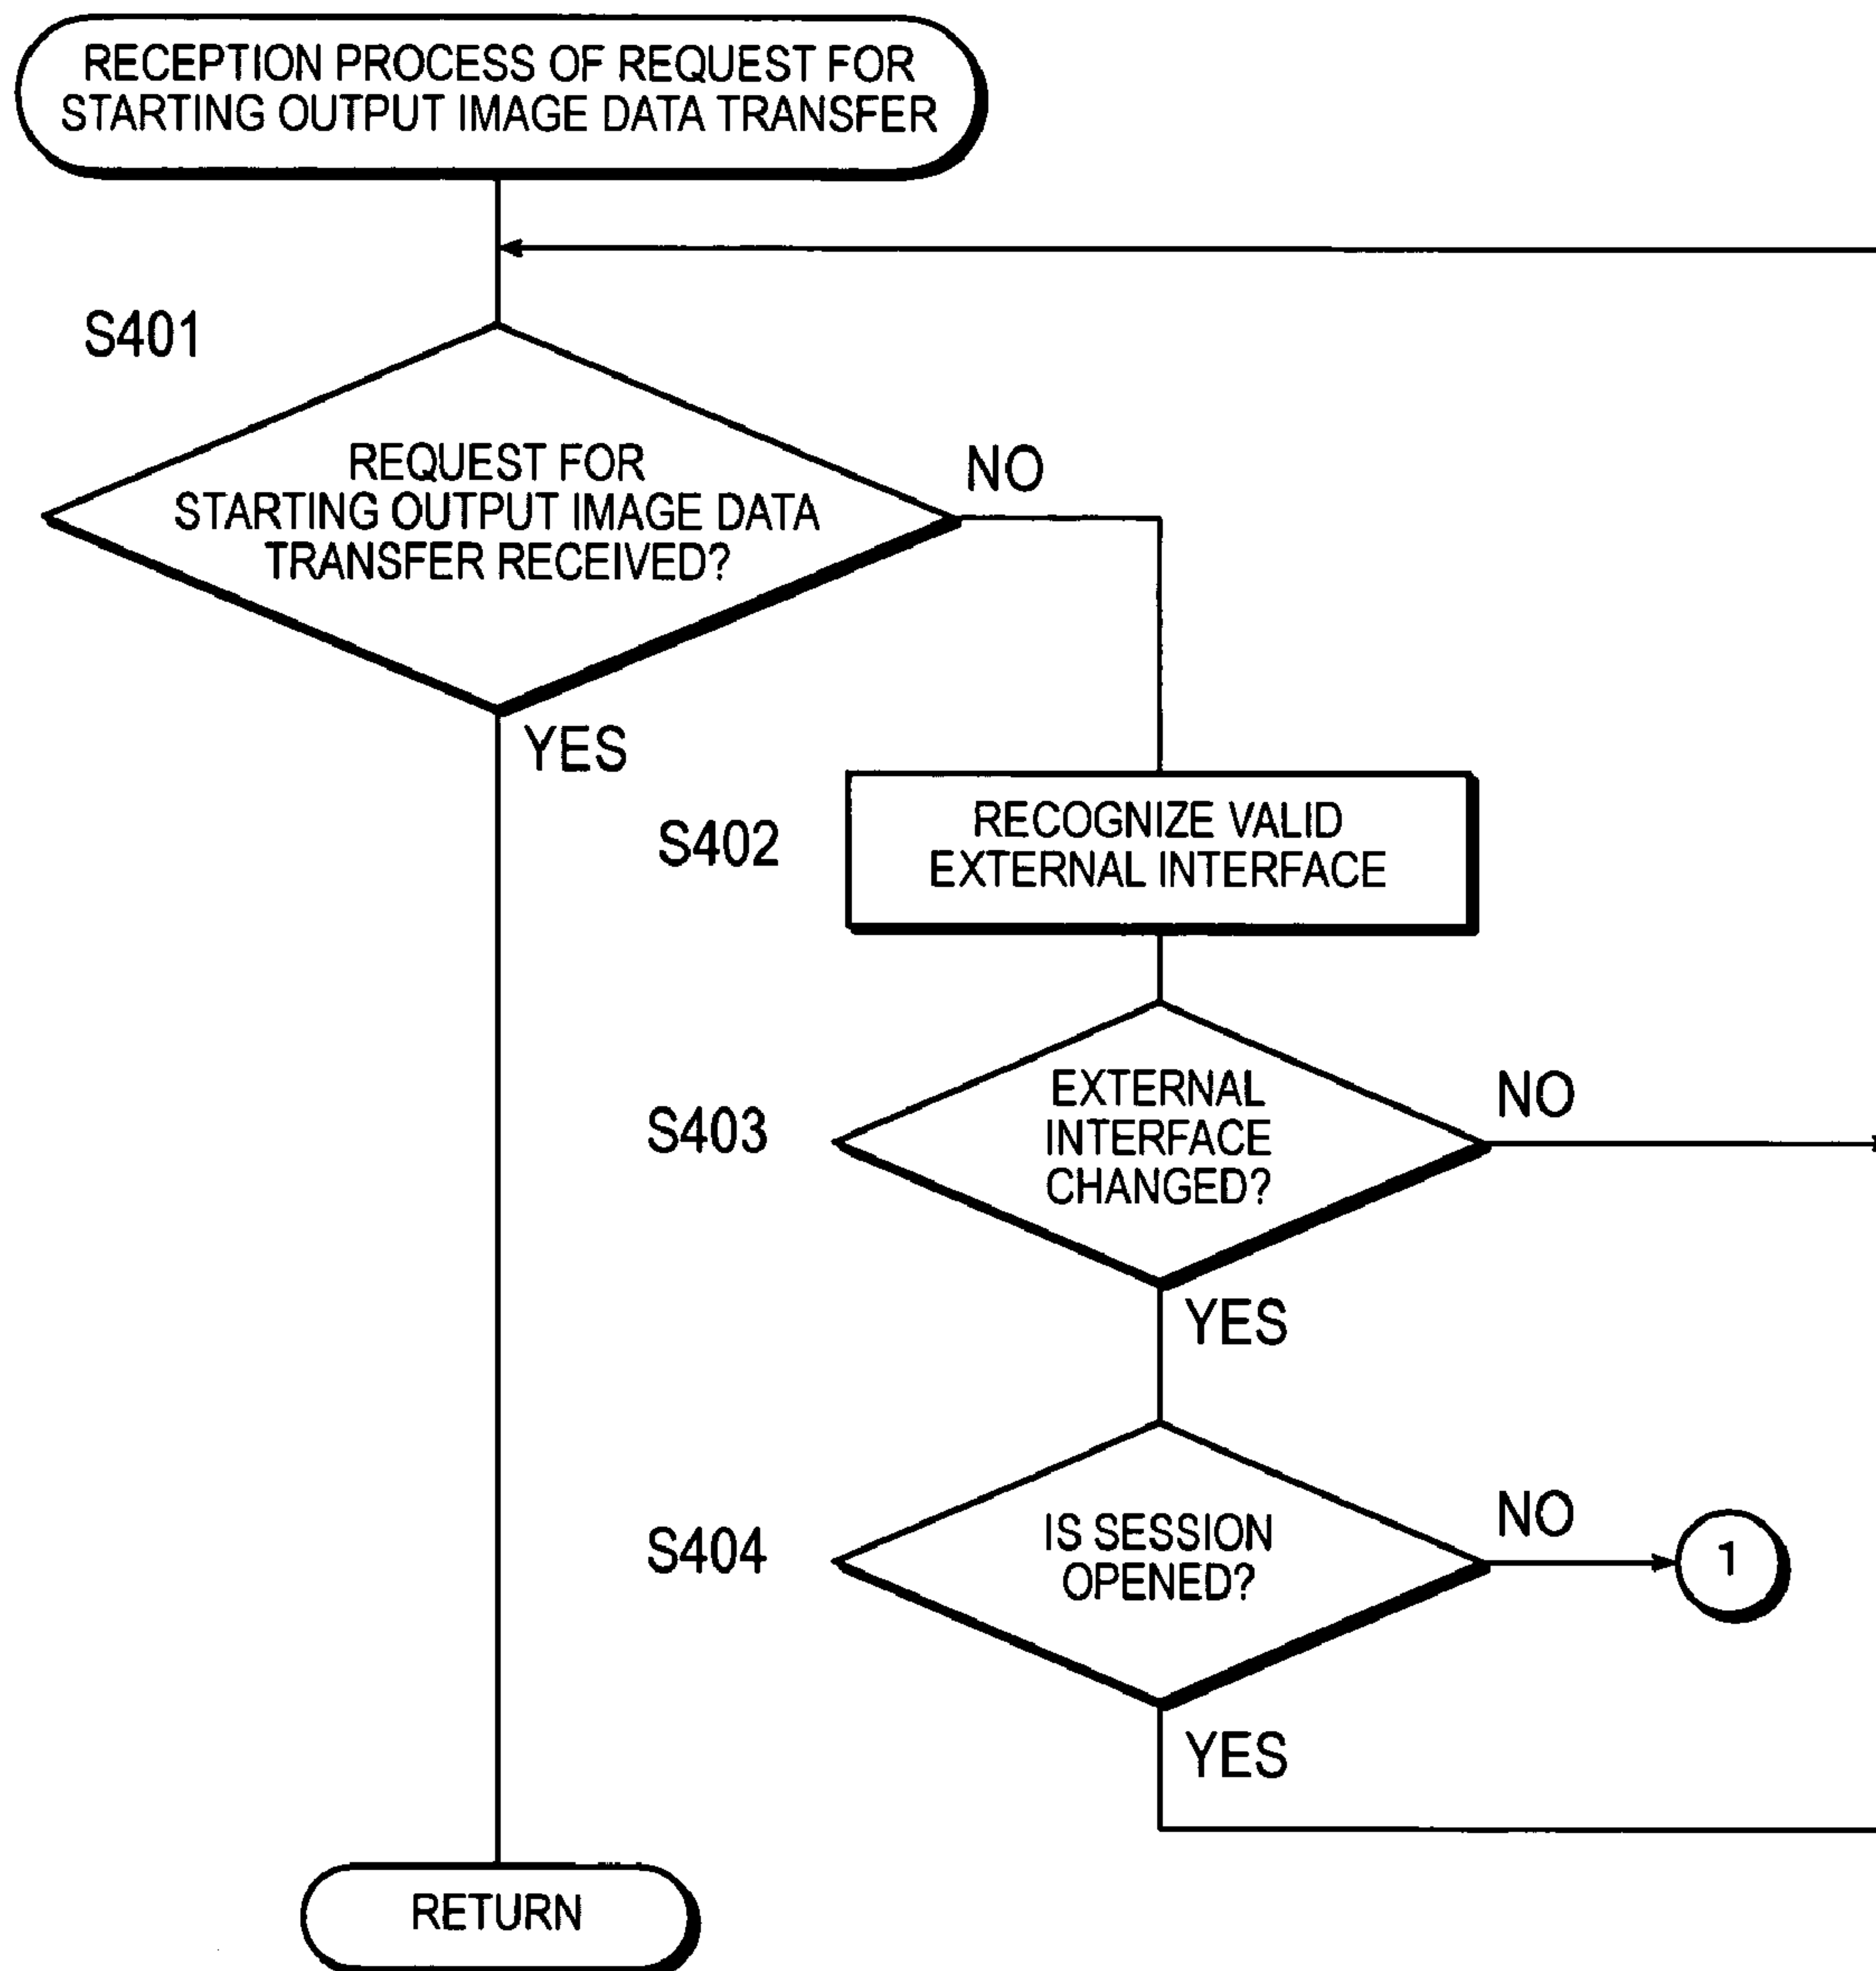 RECEPTION PROCESS OF REQUEST FOR
STARTING OUTPUT IMAGE DATA TRANSFER
S401
REQUEST FOR
STARTING OUTPUT IMAGE DATA
TRANSFER RECEIVED?
NO
YES
S402
RECOGNIZE VALID
EXTERNAL INTERFACE
S403
EXTERNAL
INTERFACE
CHANGED?
NO
YES
S404
IS SESSION
OPENED?
NO
1
YES
RETURN